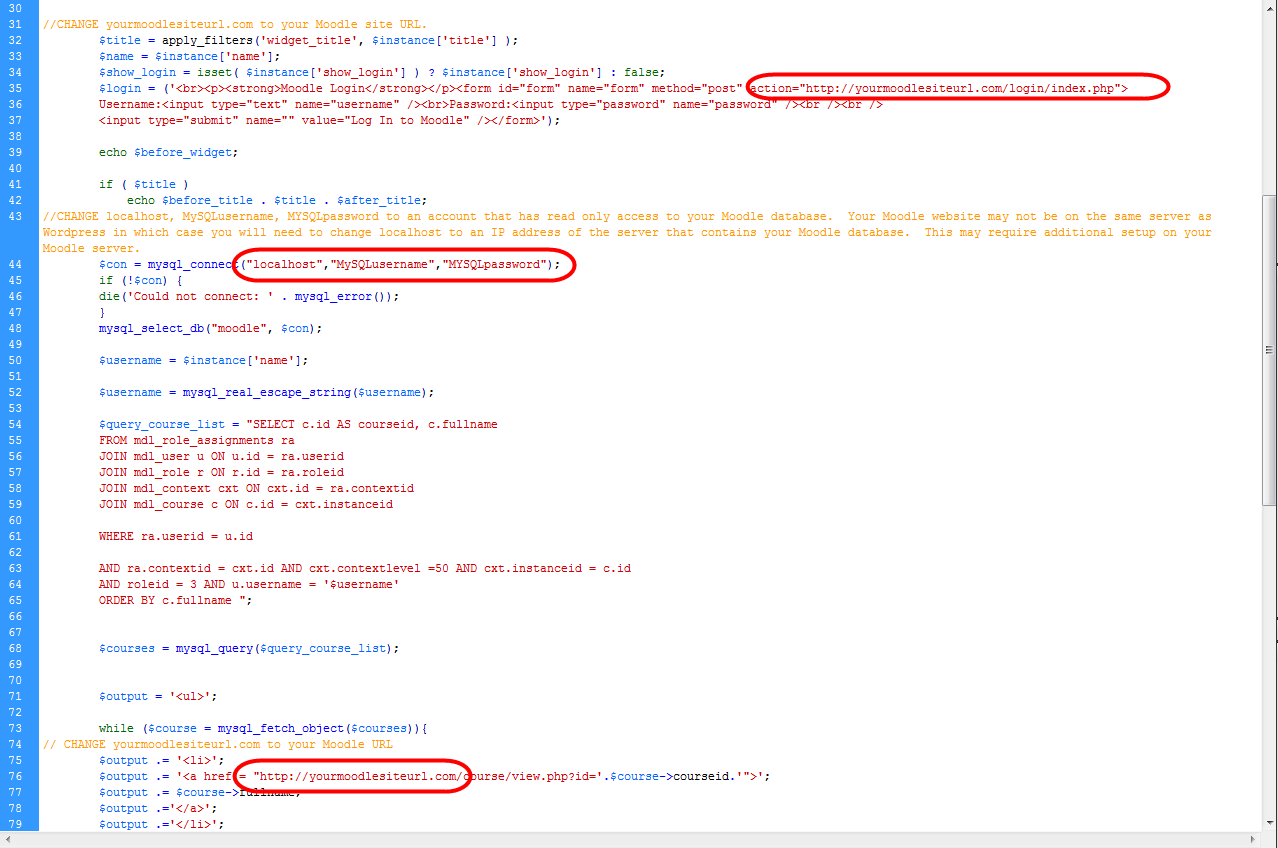 30
31 //CHANGE yourmoodlesiteurl.com to your Moodle site URL.
32 $title = apply_filters('widget_title', $instance['title'] );
33 $name = $instance['name'];
34 $show_login = isset( $instance['show_login'] ) ? $instance['show_login'] : false;
35 $login = ('<br><p><strong>Moodle Login</strong></p><form id="form" name="form" method="post" action="http://yourmoodlesiteurl.com/login/index.php">
36 Username:<input type="text" name="username" /><br>Password:<input type="password" name="password" /><br /><br />
37 <input type="submit" name="" value="Log In to Moodle" /></form>');
38
39 echo $before_widget;
40
41 if ( $title )
42 echo $before_title . $title . $after_title;
43 //CHANGE localhost, MySQLusername, MYSQLpassword to an account that has read only access to your Moodle database.  Your Moodle website may not be on the same server as
Wordpress in which case you will need to change localhost to an IP address of the server that contains your Moodle database.  This may require additional setup on your
Moodle server.
44 $con = mysql_connect("localhost","MySQLusername","MYSQLpassword");
45 if (!$con) {
46 die('Could not connect: ' . mysql_error());
47 }
48 mysql_select_db("moodle", $con);
49
50 $username = $instance['name'];
51
52 $username = mysql_real_escape_string($username);
53
54 $query_course_list = "SELECT c.id AS courseid, c.fullname
55 FROM mdl_role_assignments ra
56 JOIN mdl_user u ON u.id = ra.userid
57 JOIN mdl_role r ON r.id = ra.roleid
58 JOIN mdl_context cxt ON cxt.id = ra.contextid
59 JOIN mdl_course c ON c.id = cxt.instanceid
60
61 WHERE ra.userid = u.id
62
63 AND ra.contextid = cxt.id AND cxt.contextlevel =50 AND cxt.instanceid = c.id
64 AND roleid = 3 AND u.username = '$username'
65 ORDER BY c.fullname ";
66
67
68 $courses = mysql_query($query_course_list);
69
70
71 $output = '<ul>';
72
73 while ($course = mysql_fetch_object($courses)){
74 // CHANGE yourmoodlesiteurl.com to your Moodle URL
75 $output .= '<li>';
76 $output .= '<a href = "http://yourmoodlesiteurl.com/course/view.php?id='.$course->courseid.'">';
77 $output .= $course->fullname;
78 $output .='</a>';
79 $output .='</li>';